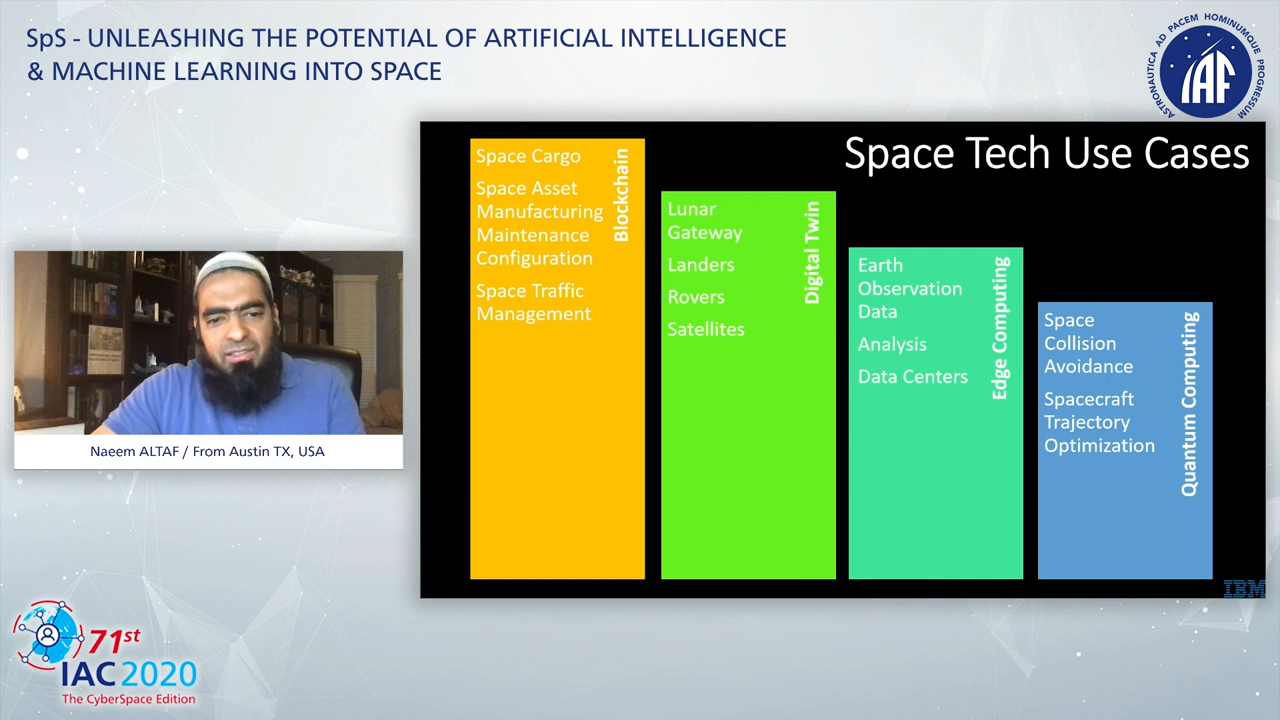 SpS - UNLEASHING THE POTENTIAL OF ARTIFICIAL INTELLIGENCE
& MACHINE LEARNING INTO SPACE
ASTRONAUTICA AD PACEM HOMINUMQUE PROGRESSUM
IAF
Space Tech Use Cases
Blockchain
Space Cargo
Space Asset
Manufacturing
Maintenance
Configuration
Space Traffic
Management
Digital Twin
Lunar
Gateway
Landers
Rovers
Satellites
Edge Computing
Earth
Observation
Data
Analysis
Data Centers
Quantum Computing
Space
Collision
Avoidance
Spacecraft
Trajectory
Optimization
IBM
Naeem ALTAF / From Austin TX, USA
71st
IAC 2020
The CyberSpace Edition